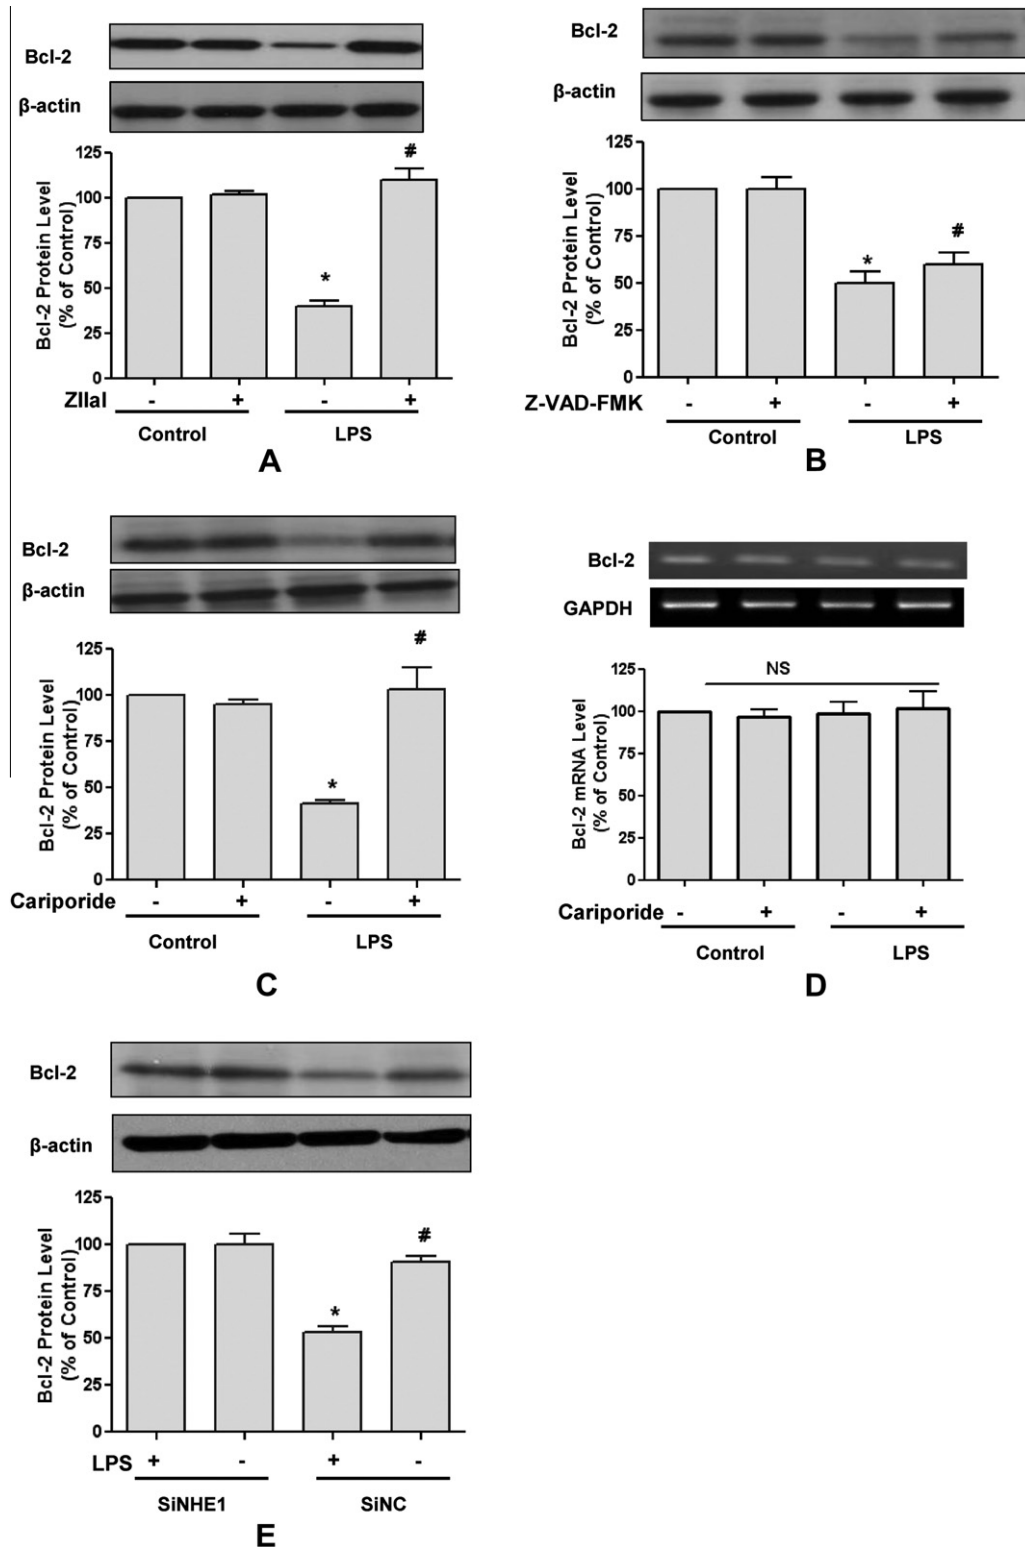 Bcl-2
β-actin
Bcl-2 Protein Level
(% of Control)
125
100
75
50
25
0
*
#
ZIIaI - + - +
Control LPS
A
Bcl-2
β-actin
Bcl-2 Protein Level
(% of Control)
125
100
75
50
25
0
*
#
Z-VAD-FMK - + - +
Control LPS
B
Bcl-2
β-actin
Bcl-2 Protein Level
(% of Control)
125
100
75
50
25
0
*
#
Cariporide - + - +
Control LPS
C
Bcl-2
GAPDH
Bcl-2 mRNA Level
(% of Control)
125
100
75
50
25
0
NS
Cariporide - + - +
Control LPS
D
Bcl-2
β-actin
Bcl-2 Protein Level
(% of Control)
125
100
75
50
25
0
*
#
LPS + - + -
SiNHE1 SiNC
E